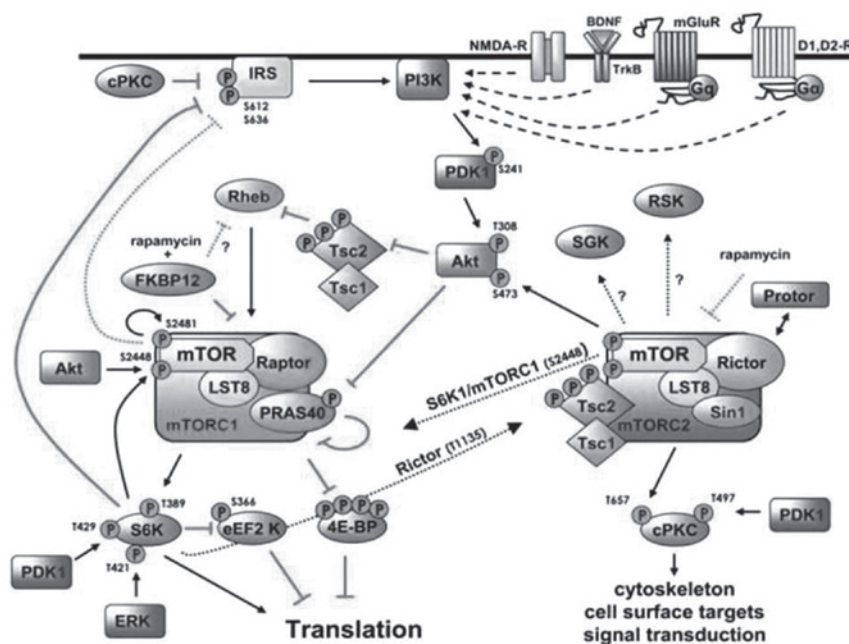 BDNF
mGluR
NMDA-R
D1,D2-R
TrkB
Gq
Gα
cPKC
IRS
P
P
S612
S636
PI3K
PDK1
P
S241
Rheb
P
P
P
Tsc2
Tsc1
rapamycin
+
FKBP12
?
T308
P
Akt
P
S473
RSK
SGK
?
?
rapamycin
Protor
S2481
P
S2448
P
mTOR
Raptor
LST8
PRAS40
P
mTORC1
Akt
S6K1/mTORC1 (S2448)
Rictor (T1135)
P
P
mTOR
Rictor
LST8
P
P
P
Tsc2
Tsc1
Sin1
mTORC2
T389
P
T429
P
S6K
P
T421
S366
P
eEF2 K
P
P
P
P
4E-BP
PDK1
ERK
Translation
T657
P
T497
P
cPKC
PDK1
cytoskeleton
cell surface targets
signal transduction